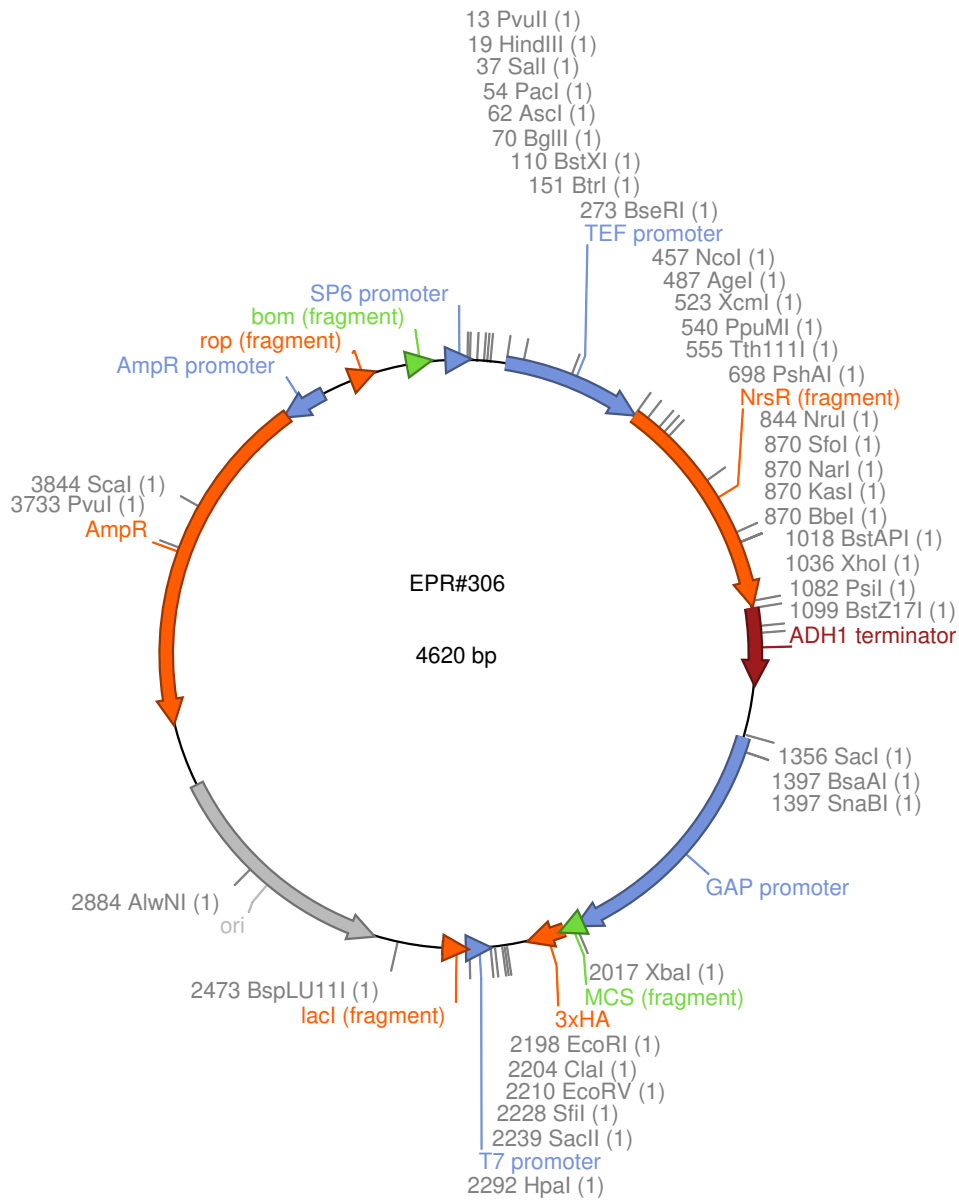 13 PvuII (1)
19 HindIII (1)
37 SalI (1)
54 PacI (1)
62 AscI (1)
70 BglII (1)
110 BstXI (1)
151 BtrI (1)
273 BseRI (1)
TEF promoter
457 NcoI (1)
487 AgeI (1)
523 XcmI (1)
540 PpuMI (1)
555 Tth111I (1)
698 PshAI (1)
NrsR (fragment)
844 NruI (1)
870 SfoI (1)
870 NarI (1)
870 KasI (1)
870 BbeI (1)
1018 BstAPI (1)
1036 XhoI (1)
1082 PsiI (1)
1099 BstZ17I (1)
ADH1 terminator
1356 SacI (1)
1397 BsaAI (1)
1397 SnaBI (1)
GAP promoter
2017 XbaI (1)
MCS (fragment)
3xHA
2198 EcoRI (1)
2204 ClaI (1)
2210 EcoRV (1)
2228 SfiI (1)
2239 SacII (1)
T7 promoter
2292 HpaI (1)
lacI (fragment)
2473 BspLU11I (1)
ori
2884 AlwNI (1)
AmpR
3733 PvuI (1)
3844 ScaI (1)
AmpR promoter
rop (fragment)
bom (fragment)
SP6 promoter
EPR#306
4620 bp